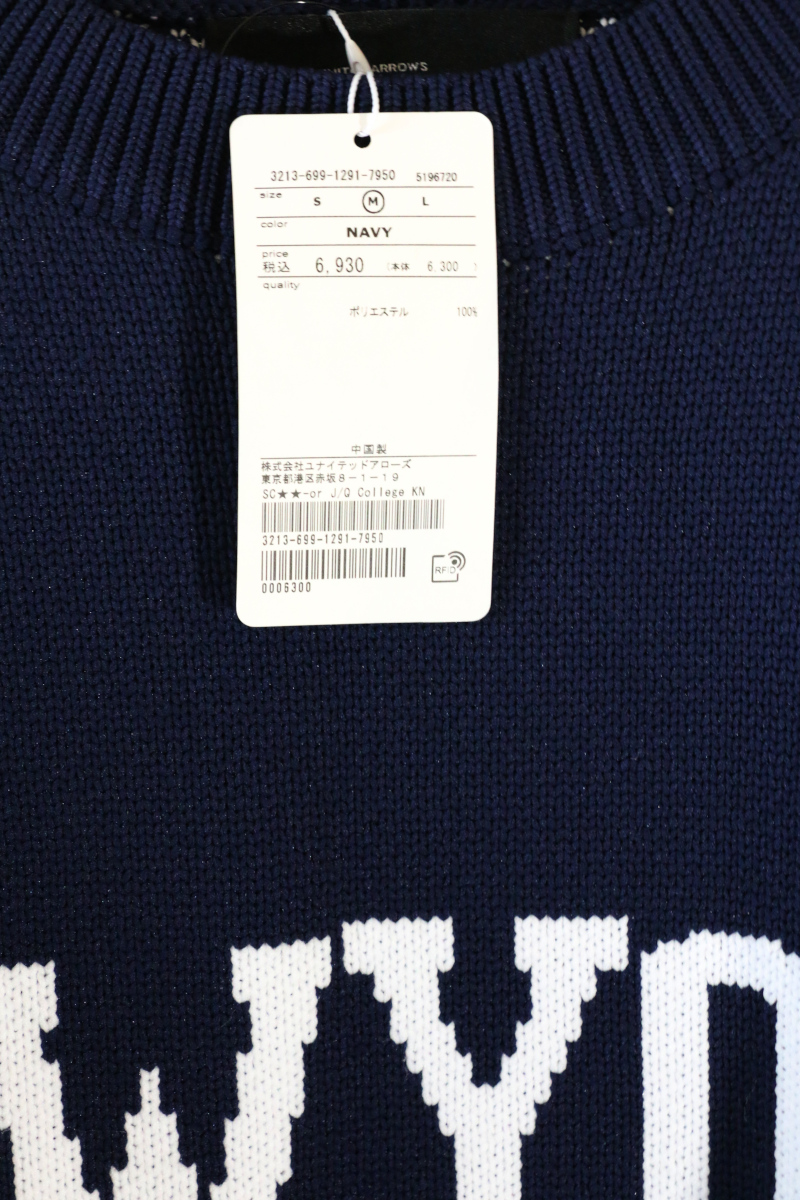 ARROWS
3213-699-1291-7950 5196720
size S M L
color NAVY
price
税込 6,930 (本体 6,300 )
quality
ポリエステル 100%
中国製
株式会社ユナイテッドアローズ
東京都港区赤坂8-1-19
SC★★-or J/Q College KN
3213-699-1291-7950
RFID
0006300
WY